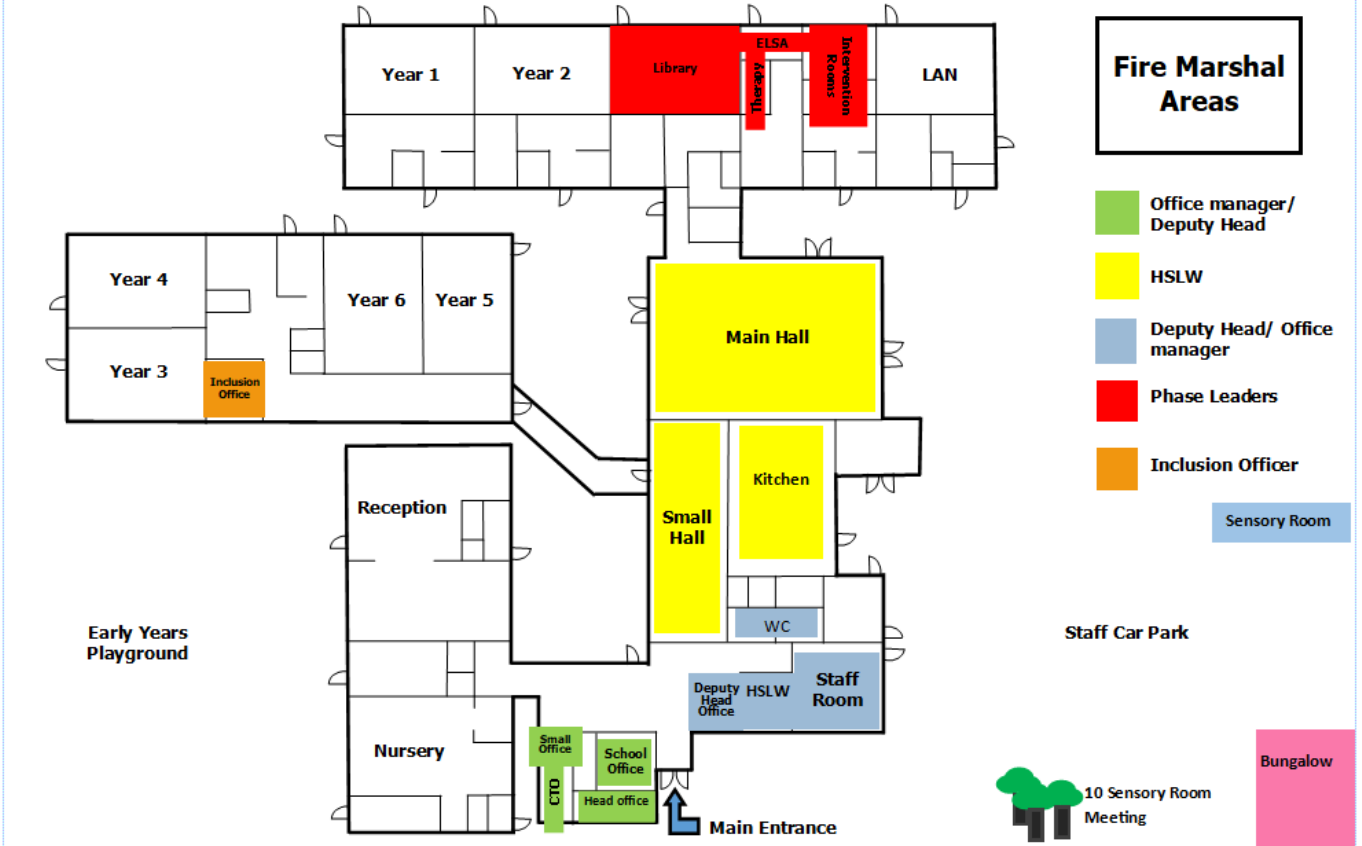 Fire Marshal
Areas
Year 1
Year 2
Library
ELSA
Therapy
Intervention
Rooms
LAN
Office manager/
Deputy Head
HSLW
Deputy Head/ Office
manager
Phase Leaders
Inclusion Officer
Year 4
Year 6
Year 5
Year 3
Inclusion
Office
Main Hall
Kitchen
Small
Hall
Reception
Sensory Room
WC
Early Years
Playground
Staff Car Park
Deputy
Head
Office
HSLW
Staff
Room
Nursery
Small
Office
School
Office
CTO
Head office
Main Entrance
10 Sensory Room
Meeting
Bungalow